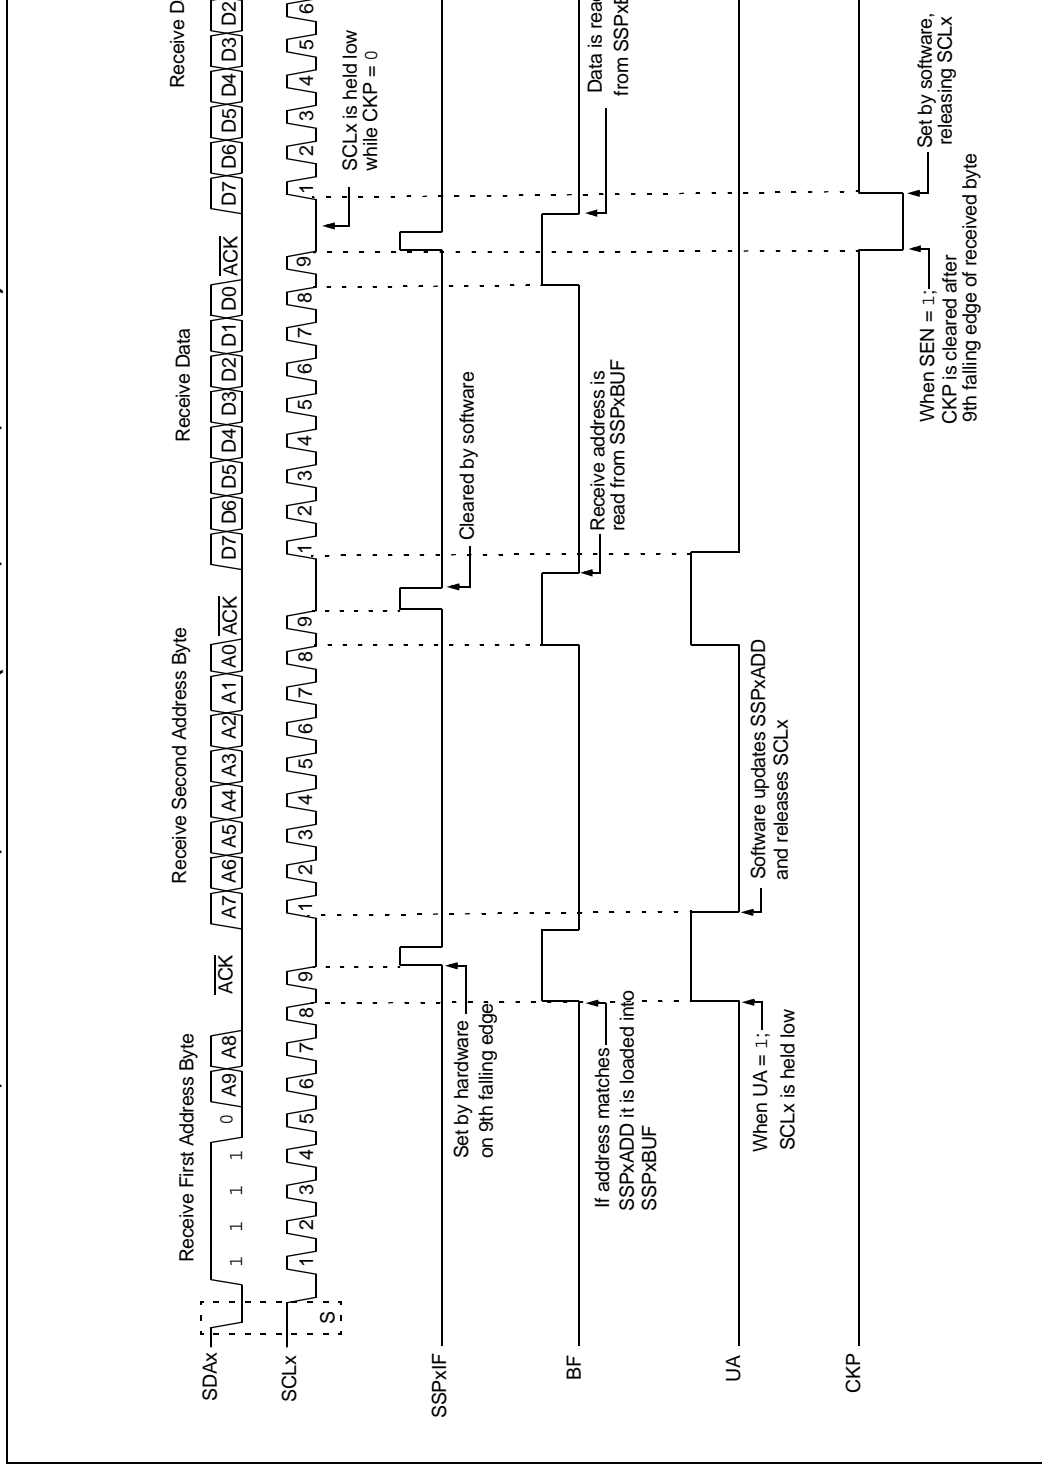 Receive First Address Byte
Receive Second Address Byte
Receive Data
Receive D
SDAx
1 1 1 1 0 A9 A8 ACK A7 A6 A5 A4 A3 A2 A1 A0 ACK D7 D6 D5 D4 D3 D2 D1 D0 ACK D7 D6 D5 D4 D3 D2
SCLx
1 2 3 4 5 6 7 8 9 1 2 3 4 5 6 7 8 9 1 2 3 4 5 6 7 8 9 1 2 3 4 5 6
S
SCLx is held low
while CKP = 0
SSPxIF
Set by hardware
on 9th falling edge
Cleared by software
BF
If address matches
SSPxADD it is loaded into
SSPxBUF
Receive address is
read from SSPxBUF
Data is read
from SSPxB
UA
When UA = 1;
SCLx is held low
Software updates SSPxADD
and releases SCLx
CKP
When SEN = 1;
CKP is cleared after
9th falling edge of received byte
Set by software,
releasing SCLx